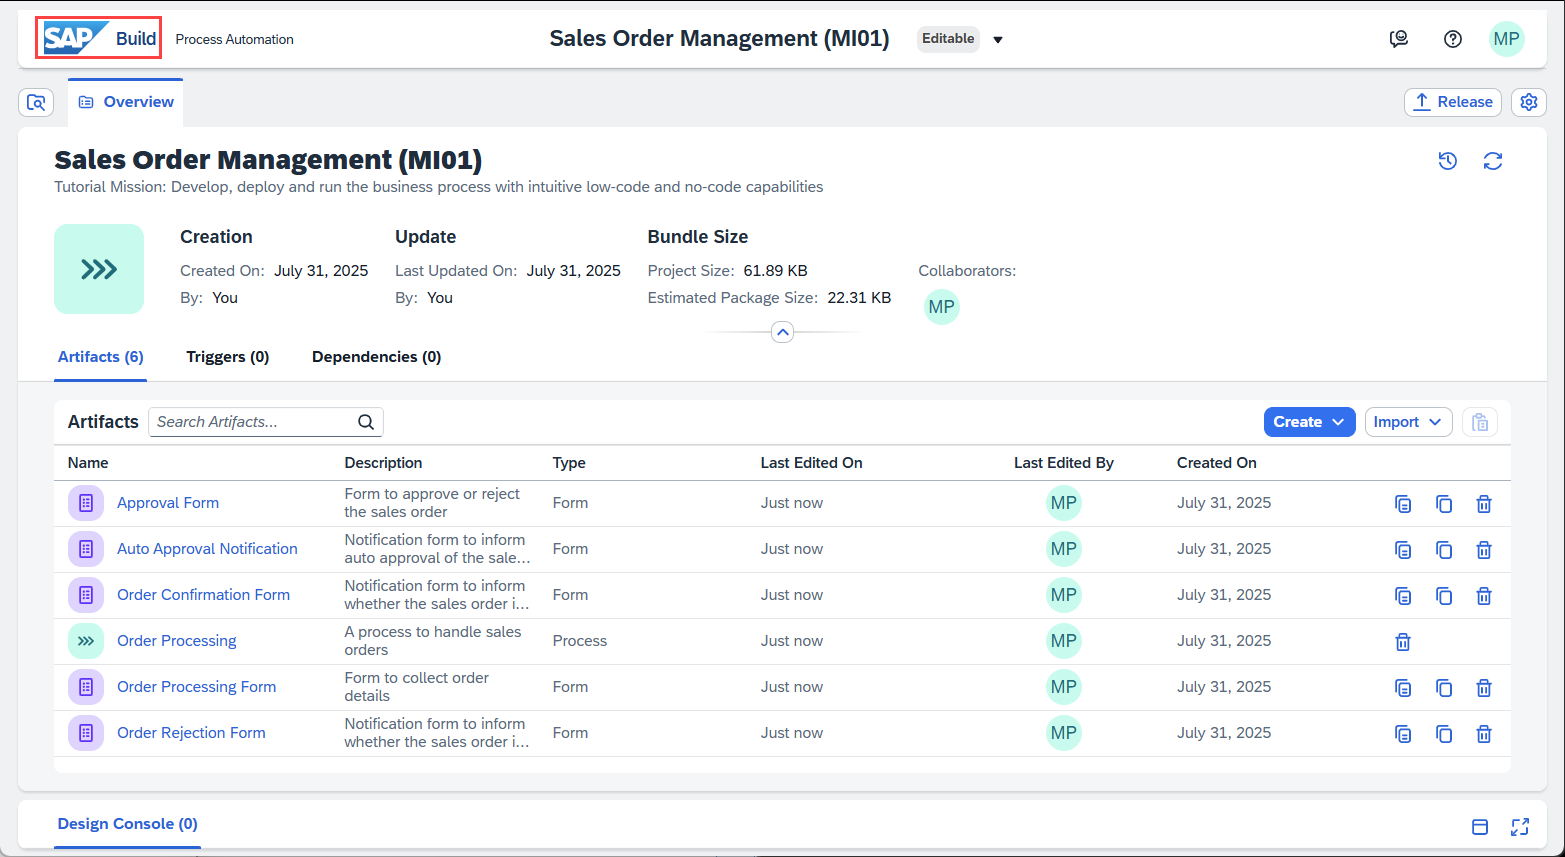 SAP Build Process Automation
Sales Order Management (MI01) Editable
MP
Overview
Release
Sales Order Management (MI01)
Tutorial Mission: Develop, deploy and run the business process with intuitive low-code and no-code capabilities
Creation Update Bundle Size
Created On: July 31, 2025 Last Updated On: July 31, 2025 Project Size: 61.89 KB Collaborators:
By: You By: You Estimated Package Size: 22.31 KB MP
Artifacts (6) Triggers (0) Dependencies (0)
Artifacts Search Artifacts... Create Import
Name Description Type Last Edited On Last Edited By Created On
Approval Form Form to approve or reject
the sales order Form Just now MP July 31, 2025
Auto Approval Notification Notification form to inform
auto approval of the sale... Form Just now MP July 31, 2025
Order Confirmation Form Notification form to inform
whether the sales order i... Form Just now MP July 31, 2025
Order Processing A process to handle sales
orders Process Just now MP July 31, 2025
Order Processing Form Form to collect order
details Form Just now MP July 31, 2025
Order Rejection Form Notification form to inform
whether the sales order i... Form Just now MP July 31, 2025
Design Console (0)